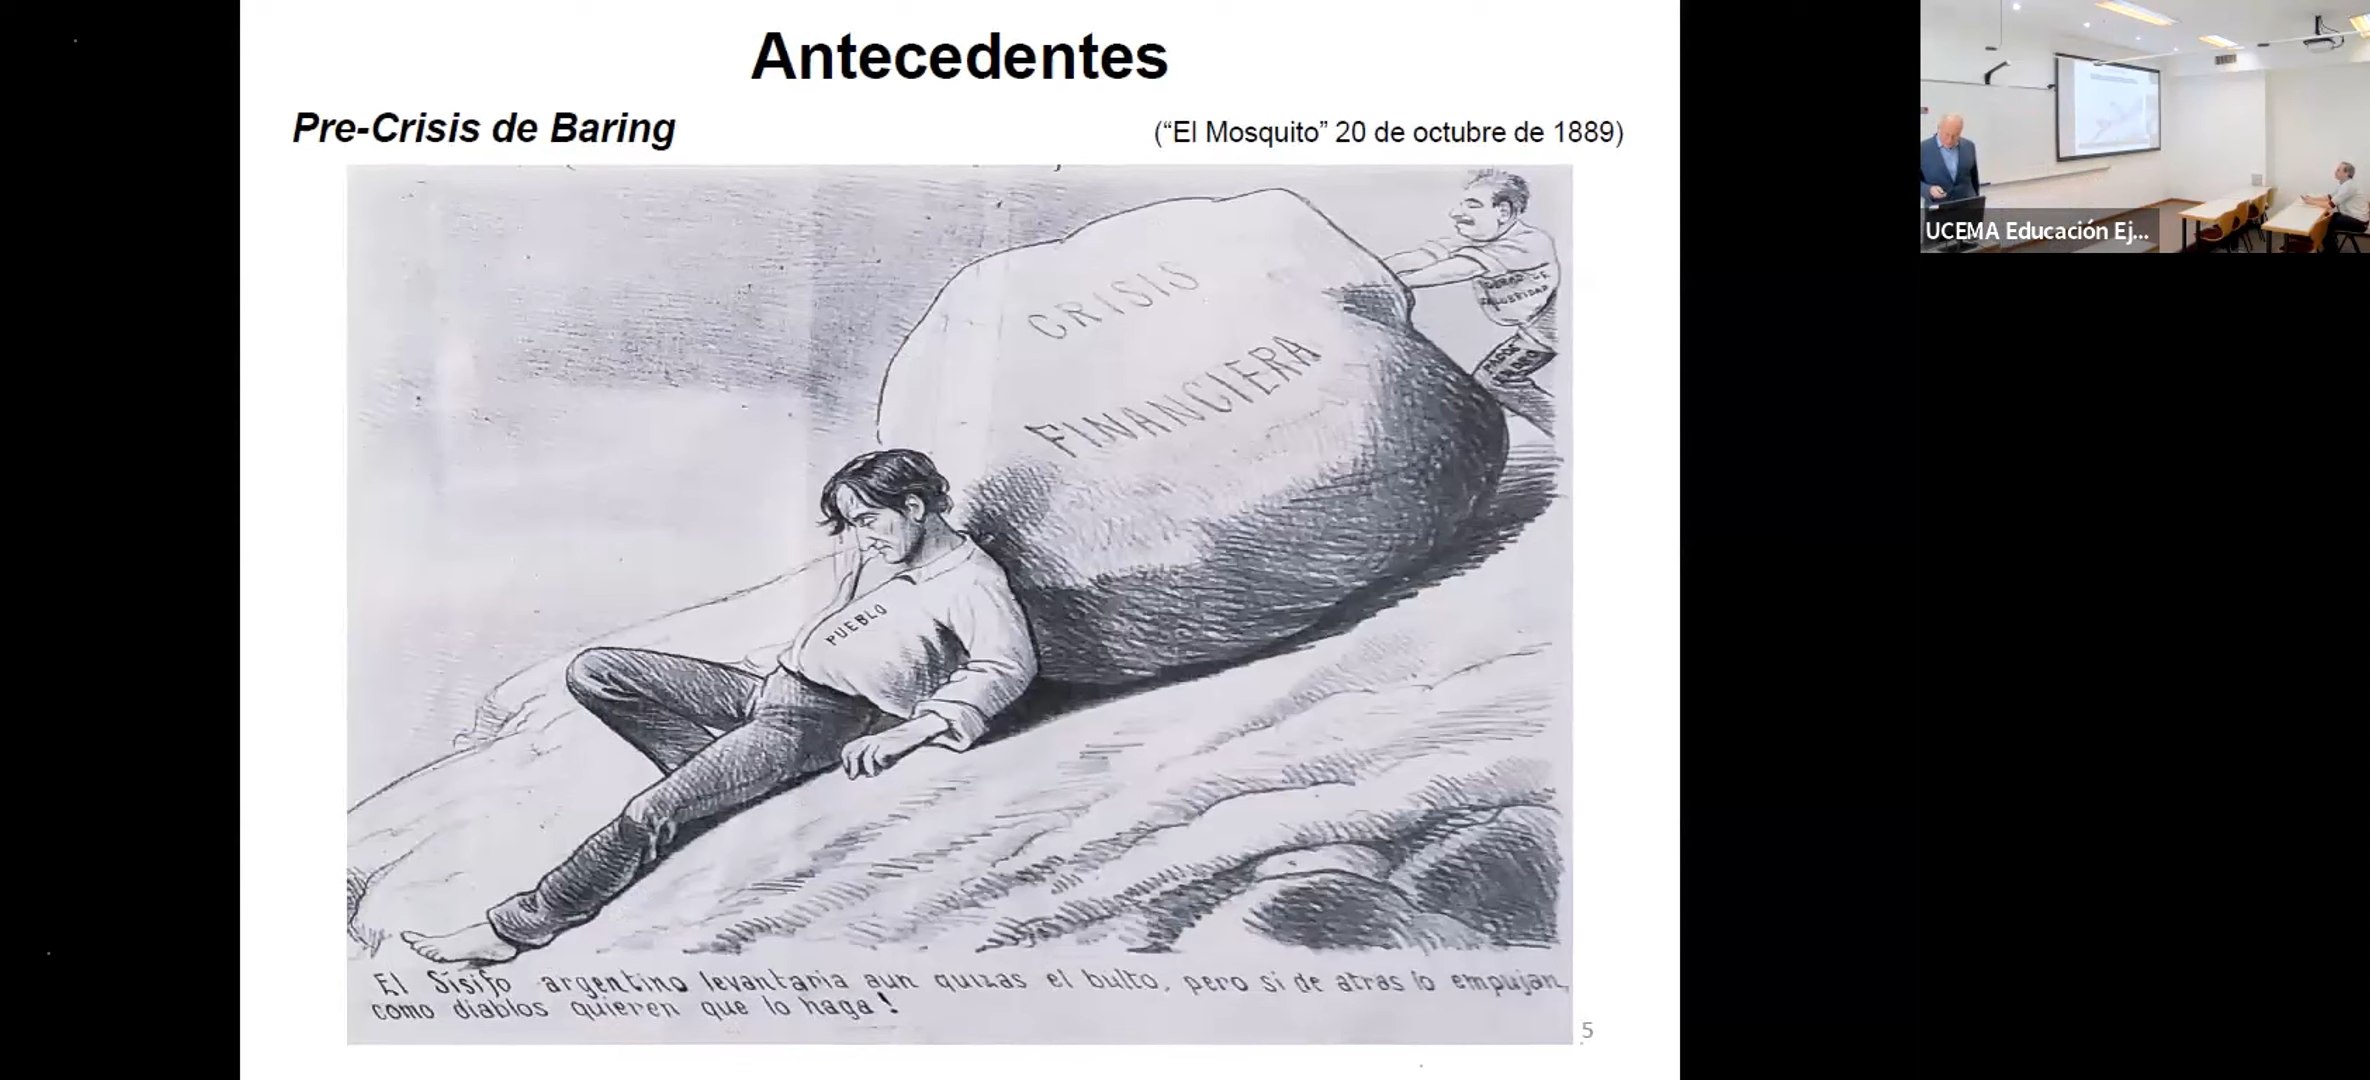 Antecedentes
Pre-Crisis de Baring
(“El Mosquito” 20 de octubre de 1889)
CRISIS
FINANCIERA
PUEBLO
El Sísifo argentino levantaria aun quizas el bulto, pero si de atras lo empujan,
como diablos quieren que lo haga!
5
UCEMA Educación Ej...